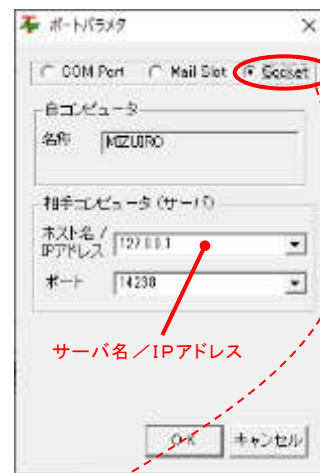 ポートパラメタ
COM Port Mail Slot Socket
自コンピュータ
名称 MIZUIRO
相手コンピュータ(サーバ)
ホスト名/
IPアドレス 127.0.0.1
ポート 14238
サーバ名/IPアドレス
OK キャンセル